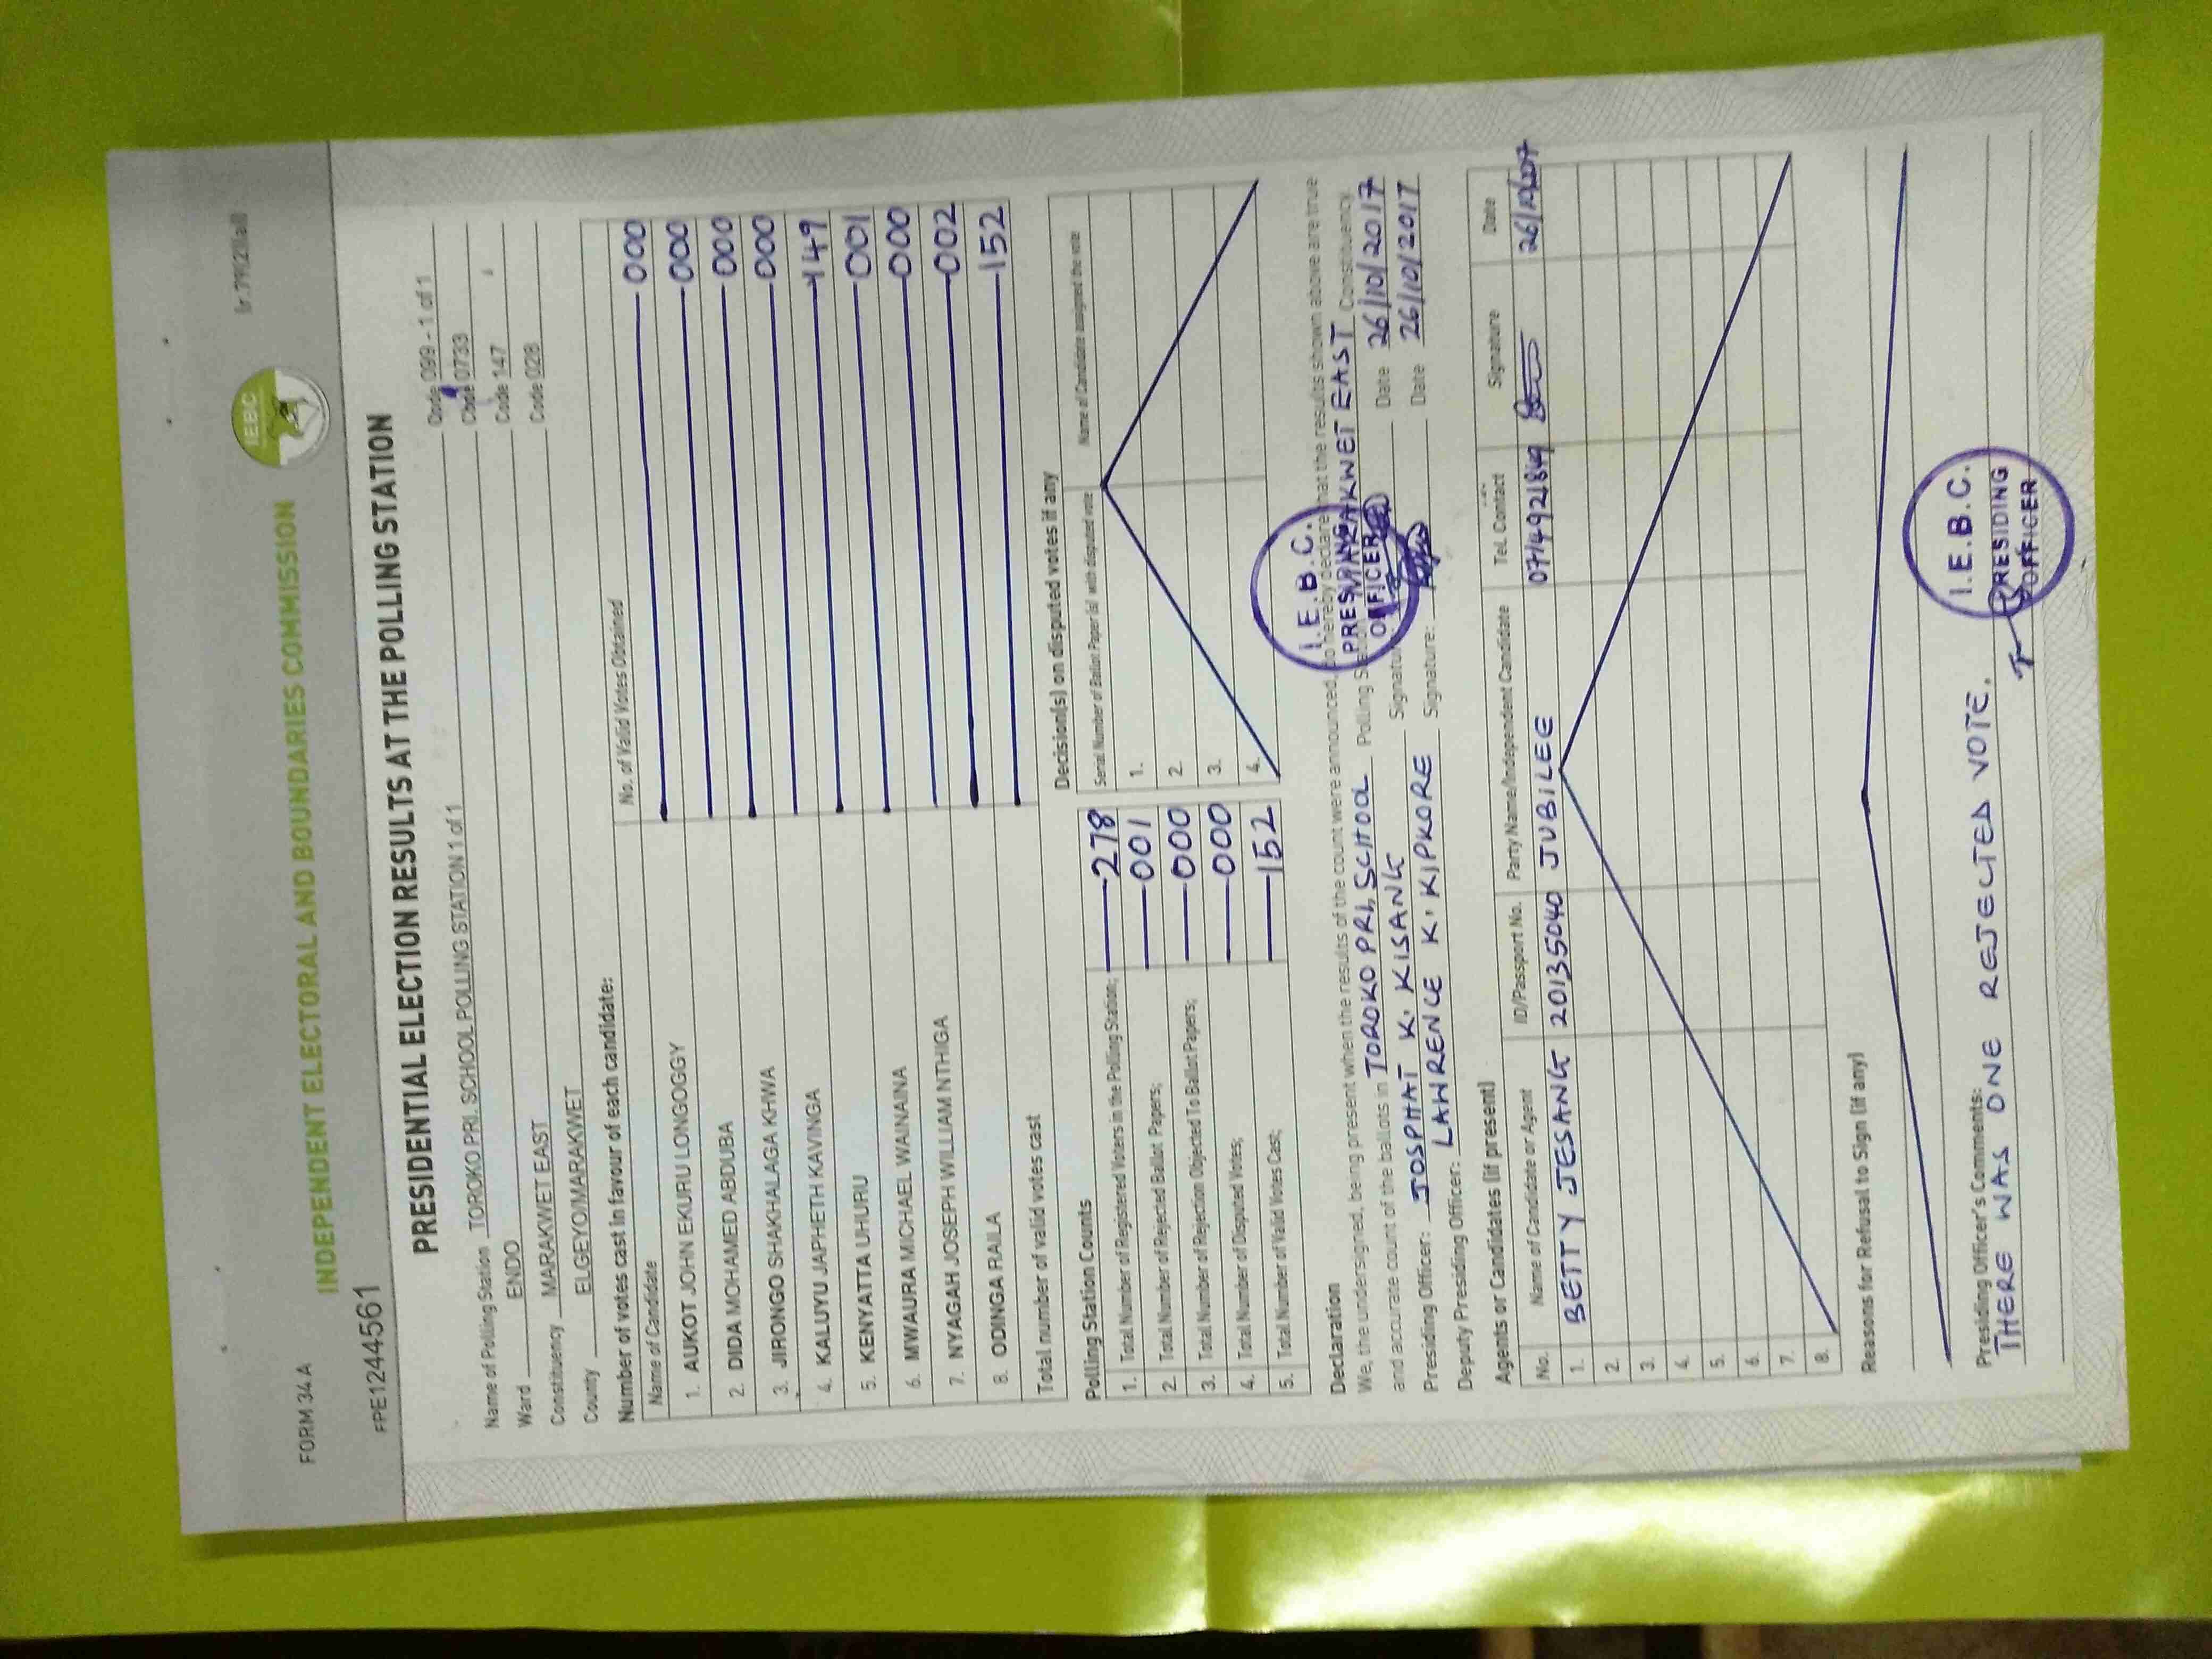 FORM 34 A
INDEPENDENT ELECTORAL AND BOUNDARIES COMMISSION
IEBC
FPE1244561
PRESIDENTIAL ELECTION RESULTS AT THE POLLING STATION
Name of Polling Station TOROKO PRI. SCHOOL POLLING STATION 1 of 1 Code 099 - 1 of 1
Ward ENDO Code 0733
Constituency MARAKWET EAST Code 147
County ELGEYO/MARAKWET Code 028
Number of votes cast in favour of each candidate:
Name of Candidate No. of Valid Votes Obtained
1. AUKOT JOHN EKURU LONGOGGY 000
2. DIDA MOHAMED ABDUBA 000
3. JIRONGO SHAKHALAGA KHWA 000
4. KALUYU JAPHETH KAVINGA 000
5. KENYATTA UHURU 149
6. MWAURA MICHAEL WAINAINA 001
7. NYAGAH JOSEPH WILLIAM NTHIGA 000
8. ODINGA RAILA 002
Total number of valid votes cast 152
Polling Station Counts
1. Total Number of Registered Voters in the Polling Station; 278
2. Total Number of Rejected Ballot Papers; 001
3. Total Number of Rejection Objected To Ballot Papers; 000
4. Total Number of Disputed Votes; 000
5. Total Number of Valid Votes Cast; 152
Decision(s) on disputed votes if any
Serial Number of Ballot Paper (s) with disputed vote Name of Candidate assigned the vote
1.
2.
3.
4.
Declaration
We, the undersigned, being present when the results of the count were announced, do hereby declare that the results shown above are true
and accurate count of the ballots in TOROKO PRI, SCHOOL Polling MARAKWET EAST Constituency
Presiding Officer: JOSPHAT K. KISANG Signature Date 26/10/2017
Deputy Presiding Officer: LAWRENCE K. KIPKORE Signature: Date 26/10/2017
I.E.B.C.
PRESIDING
OFFICER
Agents or Candidates (if present)
No. Name of Candidate or Agent ID/Passport No. Party Name/Independent Candidate Tel. Contact Signature Date
1. BETTY JESANG 20135040 JUBILEE 0714921849 26/10/2017
2.
3.
4.
5.
6.
7.
8.
Reasons for Refusal to Sign (if any)
Presiding Officer's Comments:
THERE WAS ONE REJECTED VOTE.
I.E.B.C.
PRESIDING
OFFICER